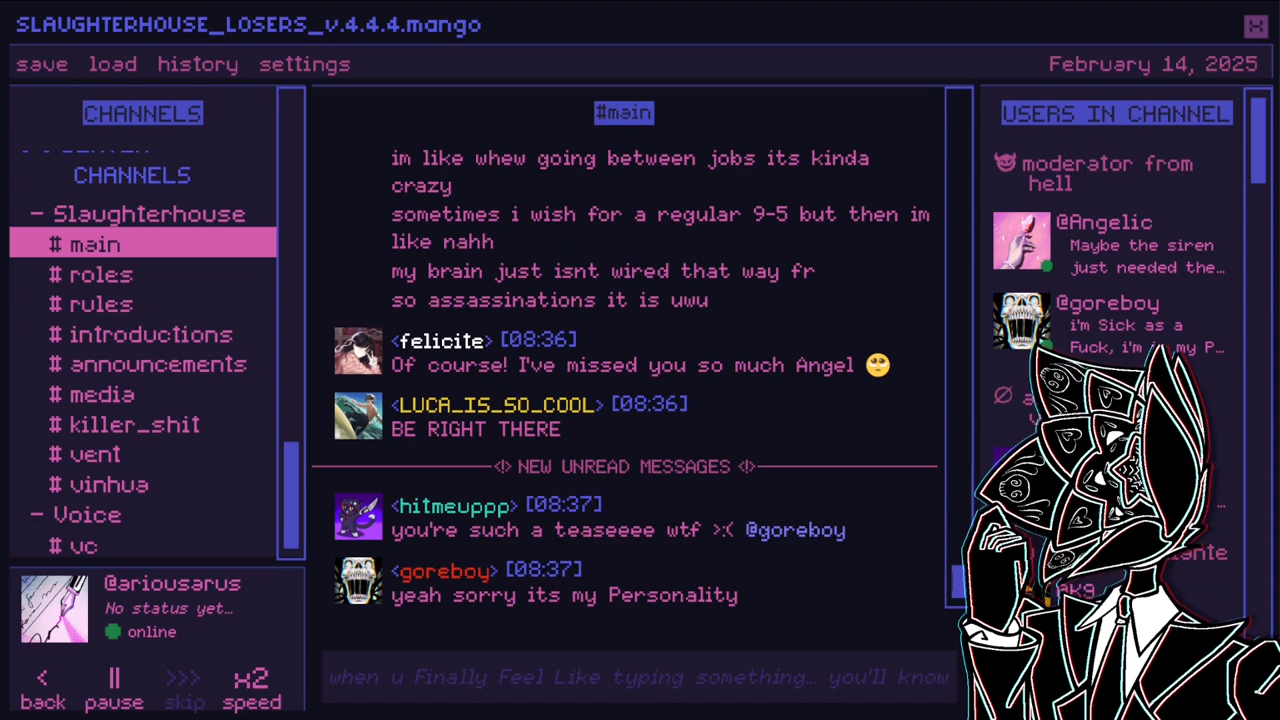 SLAUGHTERHOUSE_LOSERS_v.4.4.4.mango
X
save load history settings
February 14, 2025
CHANNELS
CHANNELS
- Slaughterhouse
# main
# roles
# rules
# introductions
# announcements
# media
# killer_shit
# vent
# vinhua
- Voice
# vc
@ariousarus
No status yet…
online
< back
|| pause
>>> skip
x2 speed
#main
im like whew going between jobs its kinda
crazy
sometimes i wish for a regular 9-5 but then im
like nahh
my brain just isnt wired that way fr
so assassinations it is uwu
<felicite> [08:36]
Of course! I've missed you so much Angel 🥺
<LUCA_IS_SO_COOL> [08:36]
BE RIGHT THERE
NEW UNREAD MESSAGES
<hitmeuppp> [08:37]
you're such a teaseeee wtf >:( @goreboy
<goreboy> [08:37]
yeah sorry its my Personality
when u Finally Feel Like typing something… you'll know
USERS IN CHANNEL
😈 moderator from
hell
@Angelic
Maybe the siren
just needed the…
@goreboy
i'm Sick as a
Fuck, i'm in my P…